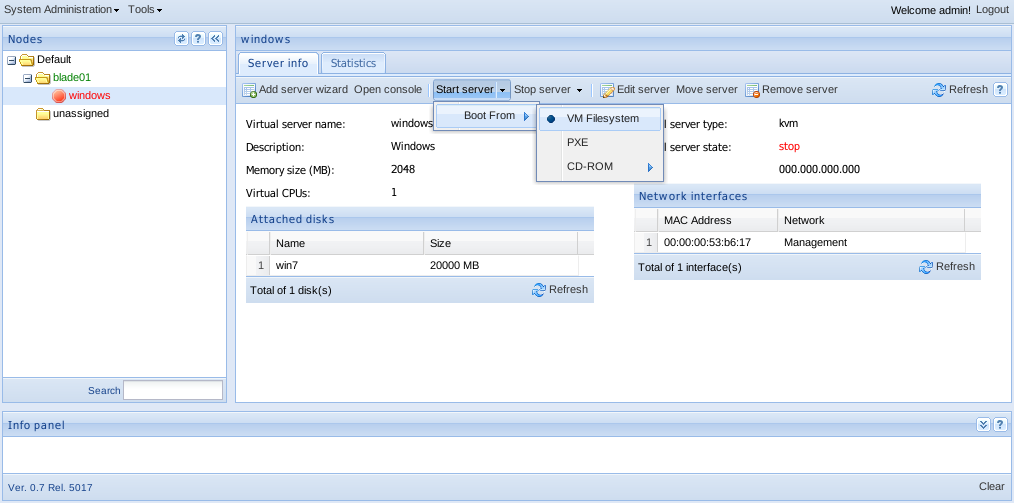 System Administration Tools Welcome admin! Logout
Nodes
Default
blade01
windows
unassigned
Search
windows
Server info Statistics
Add server wizard Open console Start server Stop server Edit server Move server Remove server Refresh
Boot From
VM Filesystem
PXE
CD-ROM
Virtual server name: windows server type: kvm
Description: Windows server state: stop
Memory size (MB): 2048 000.000.000.000
Virtual CPUs: 1
Attached disks
Name Size
1 win7 20000 MB
Total of 1 disk(s) Refresh
Network interfaces
MAC Address Network
1 00:00:00:53:b6:17 Management
Total of 1 interface(s) Refresh
Info panel
Ver. 0.7 Rel. 5017 Clear